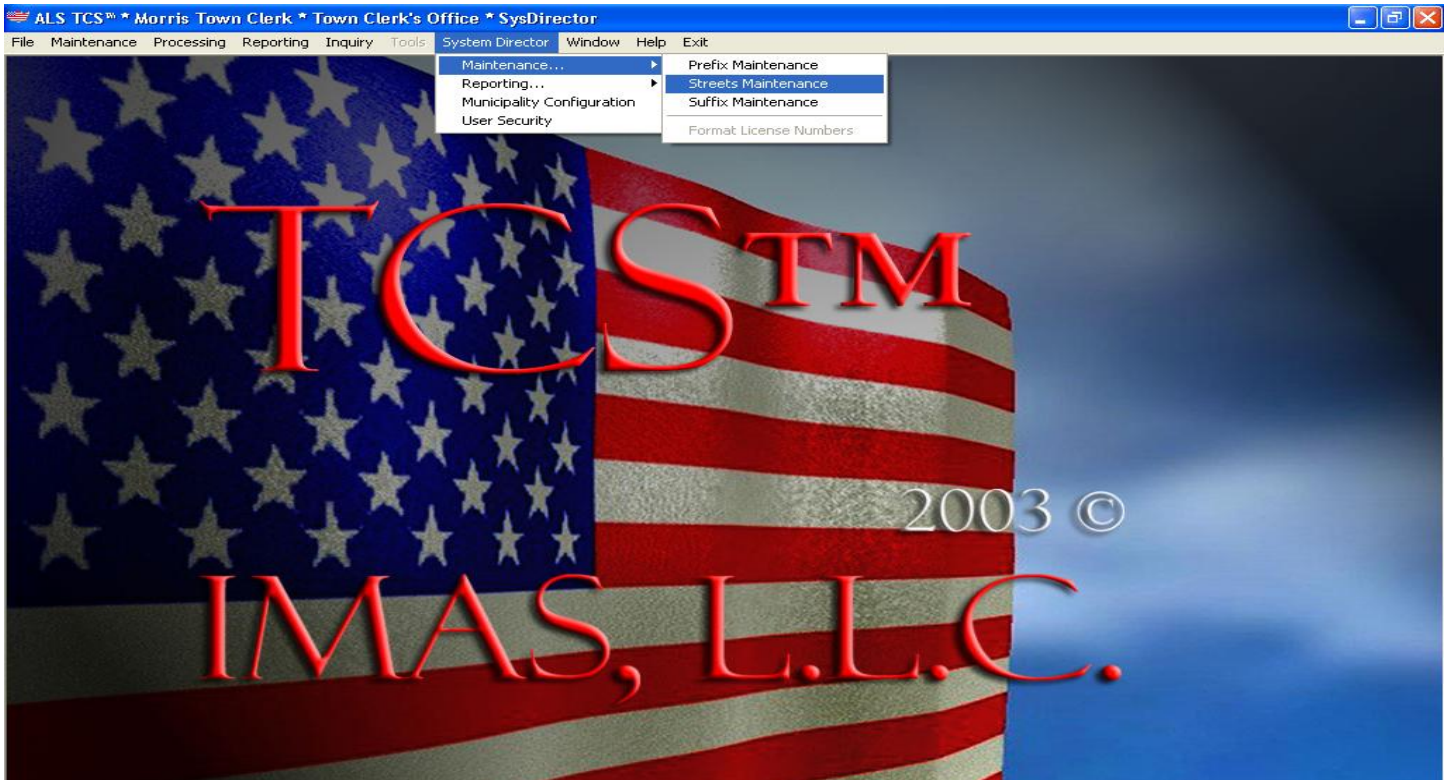 ALS TCS™ * Morris Town Clerk * Town Clerk's Office * SysDirector
File Maintenance Processing Reporting Inquiry Tools System Director Window Help Exit
Maintenance...
Reporting...
Municipality Configuration
User Security
Prefix Maintenance
Streets Maintenance
Suffix Maintenance
Format License Numbers
TCS™
2003 ©
IMAS, L.L.C.